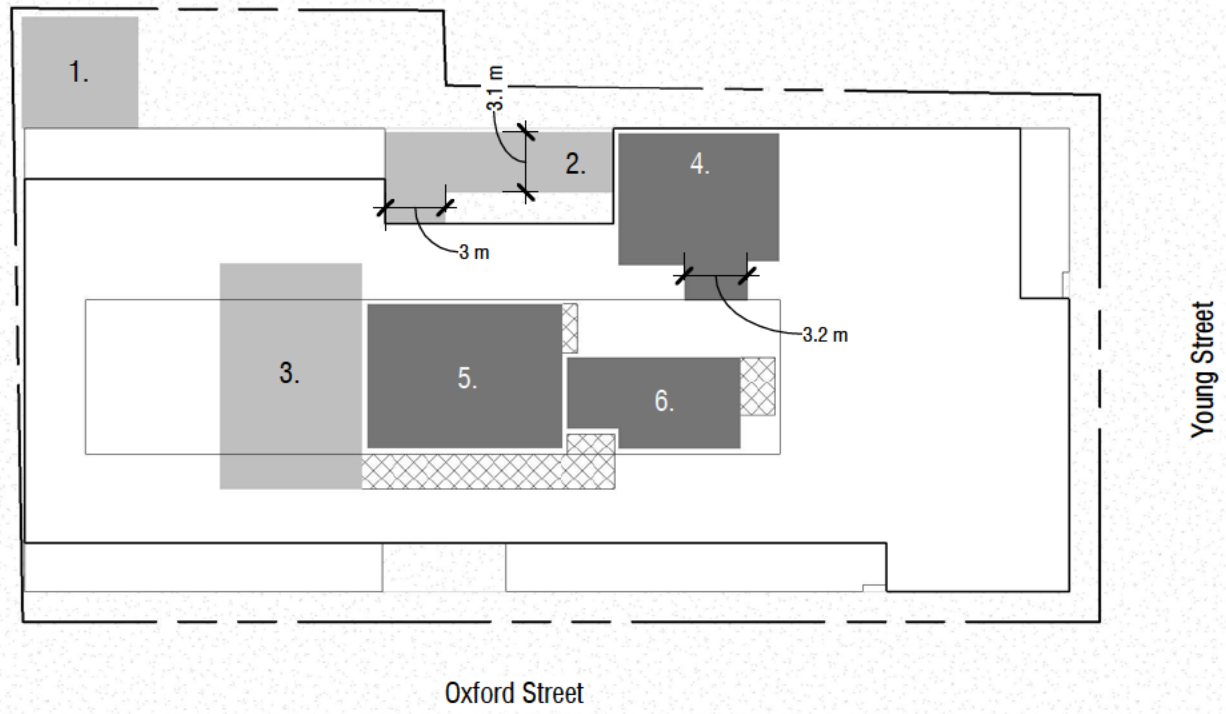 1.
3.1 m
2.
4.
3 m
3.2 m
3.
5.
6.
Young Street
Oxford Street